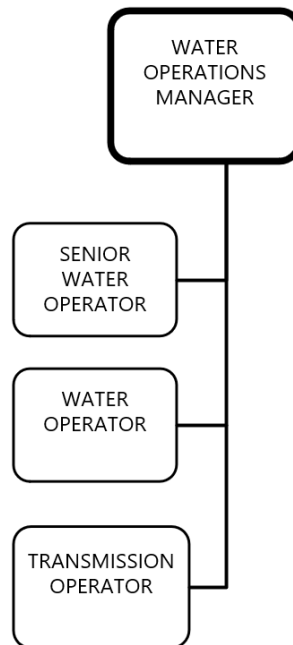 WATER
OPERATIONS
MANAGER
SENIOR
WATER
OPERATOR
WATER
OPERATOR
TRANSMISSION
OPERATOR